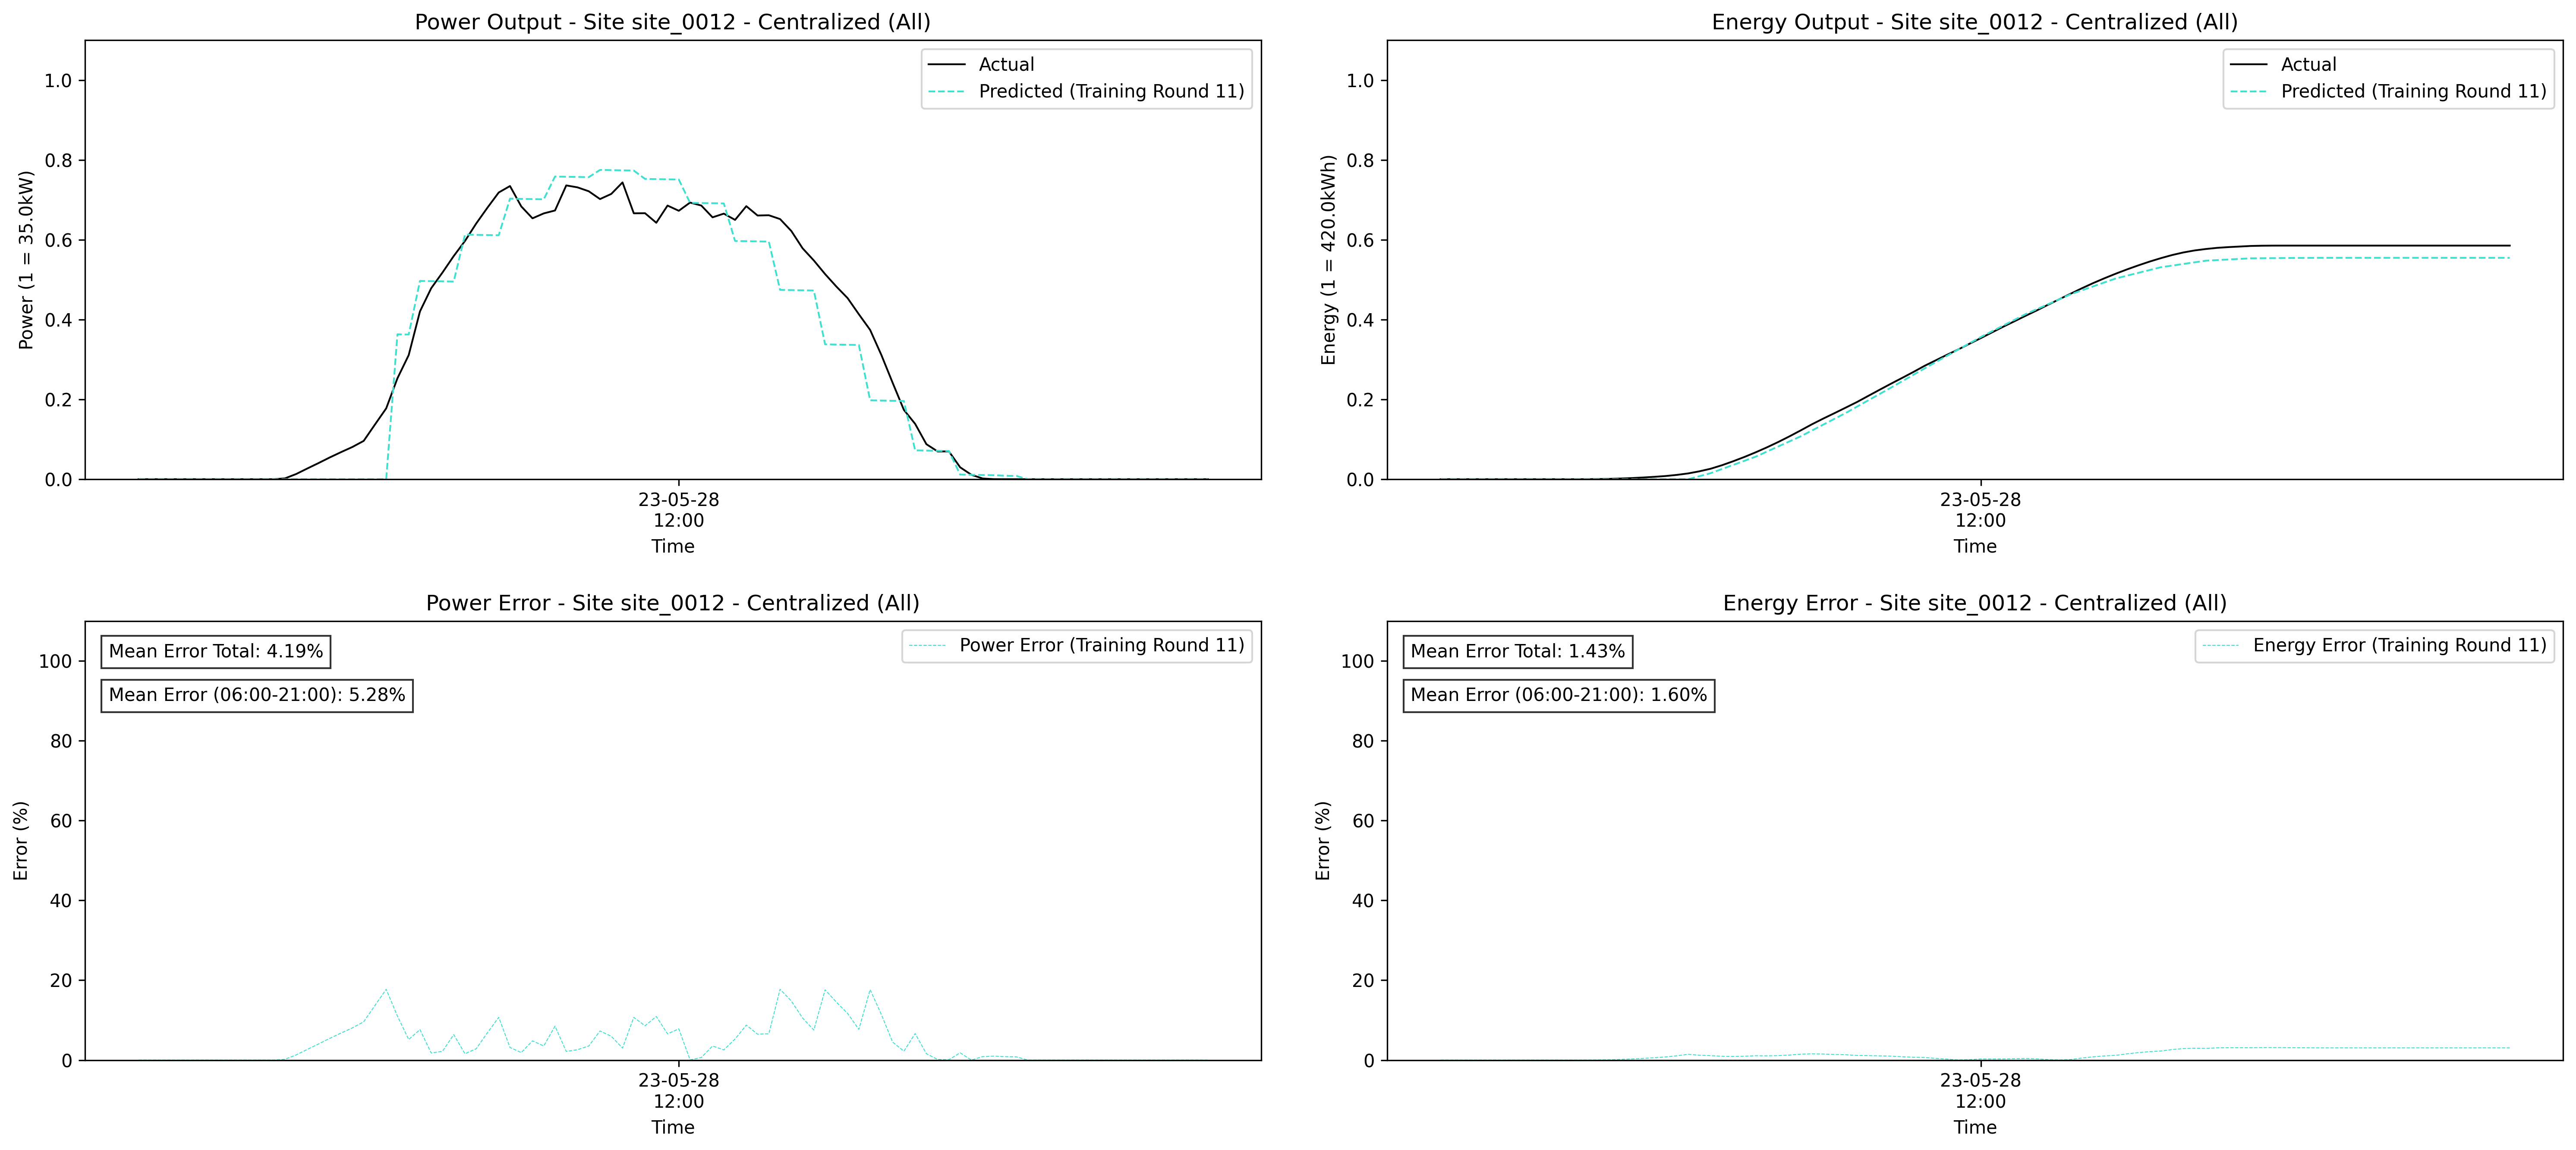 Power Output - Site site_0012 - Centralized (All)
Power (1 = 35.0kW)
1.0
0.8
0.6
0.4
0.2
0.0
Actual
Predicted (Training Round 11)
23-05-28
12:00
Time
Energy Output - Site site_0012 - Centralized (All)
Energy (1 = 420.0kWh)
1.0
0.8
0.6
0.4
0.2
0.0
Actual
Predicted (Training Round 11)
23-05-28
12:00
Time
Power Error - Site site_0012 - Centralized (All)
Error (%)
100
80
60
40
20
0
Mean Error Total: 4.19%
Mean Error (06:00-21:00): 5.28%
Power Error (Training Round 11)
23-05-28
12:00
Time
Energy Error - Site site_0012 - Centralized (All)
Error (%)
100
80
60
40
20
0
Mean Error Total: 1.43%
Mean Error (06:00-21:00): 1.60%
Energy Error (Training Round 11)
23-05-28
12:00
Time